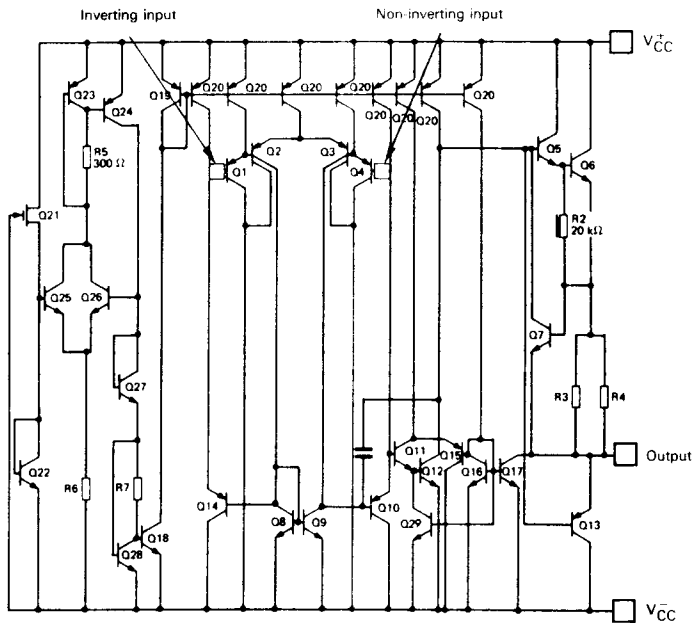 Inverting input
Non-inverting input
V+CC
Q23
Q24
Q19
Q20
Q20
Q20
Q20
Q20
Q20
Q20
Q20
R5
300 Ω
Q2
Q3
Q1
Q4
Q5
Q6
Q21
R2
20 kΩ
Q25
Q26
Q7
Q27
R3
R4
Q22
R6
R7
Q11
Q12
Q15
Q16
Q17
Output
Q14
Q8
Q9
Q10
Q29
Q13
Q18
Q28
V−CC